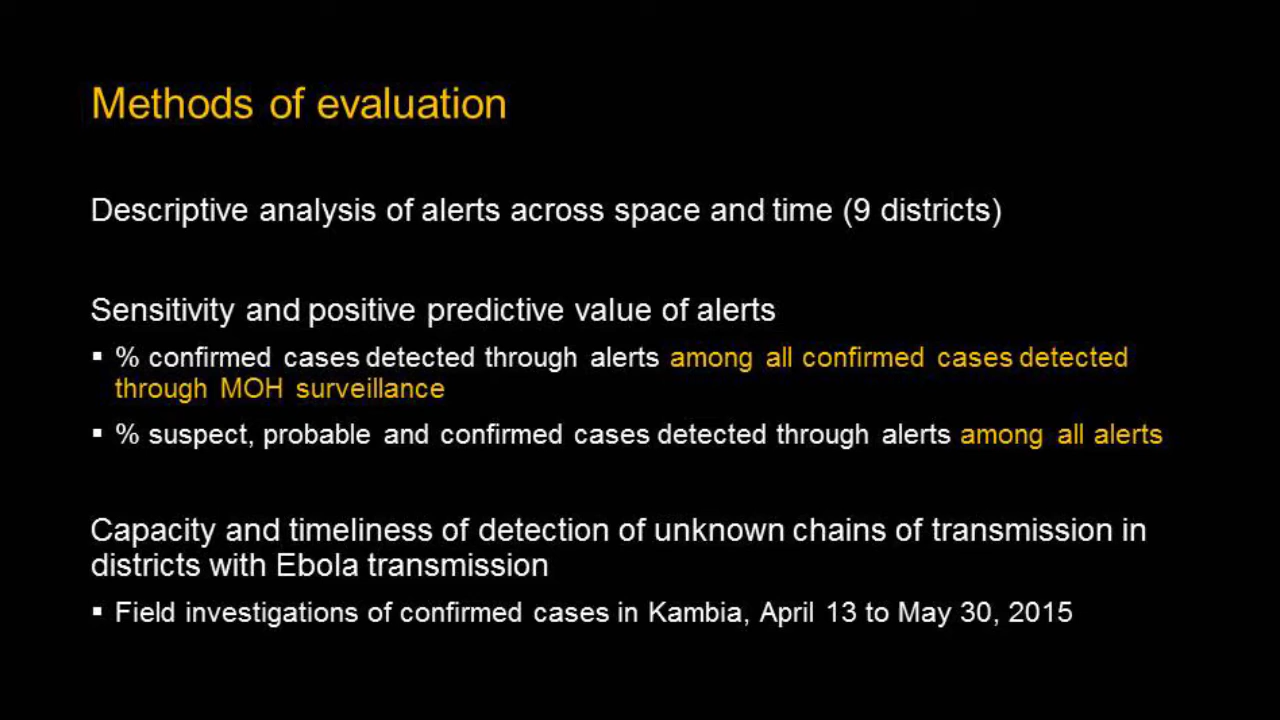 Methods of evaluation
Descriptive analysis of alerts across space and time (9 districts)
Sensitivity and positive predictive value of alerts
▪ % confirmed cases detected through alerts among all confirmed cases detected
through MOH surveillance
▪ % suspect, probable and confirmed cases detected through alerts among all alerts
Capacity and timeliness of detection of unknown chains of transmission in
districts with Ebola transmission
▪ Field investigations of confirmed cases in Kambia, April 13 to May 30, 2015